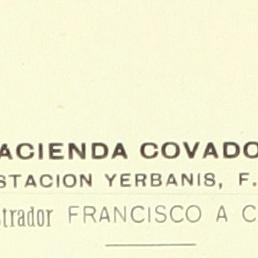 ACIENDA COVADO
STACION YERBANIS, F.
strador FRANCISCO A C